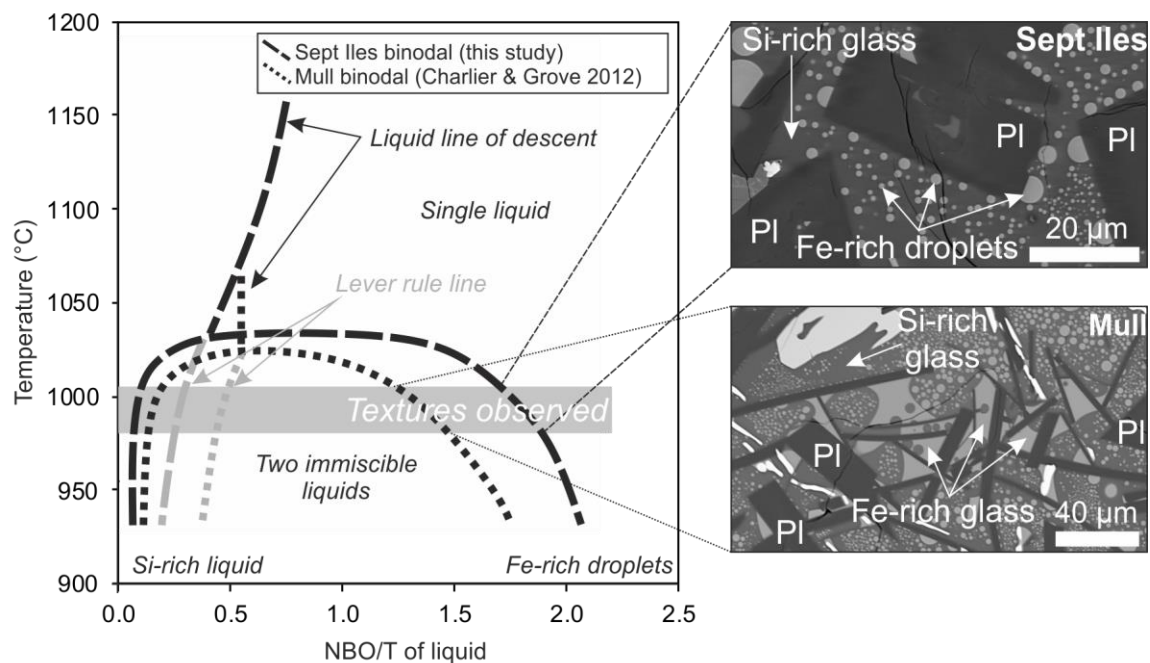 1200
1150
1100
1050
1000
950
900
Temperature (°C)
Sept Iles binodal (this study)
Mull binodal (Charlier & Grove 2012)
Liquid line of descent
Single liquid
Lever rule line
Textures observed
Two immiscible
liquids
Si-rich liquid
Fe-rich droplets
0.0
0.5
1.0
1.5
2.0
2.5
NBO/T of liquid
Si-rich glass
Sept Iles
Pl
Pl
Pl
Fe-rich droplets
20 µm
Si-rich
glass
Mull
Pl
Pl
Fe-rich glass
Pl
40 µm